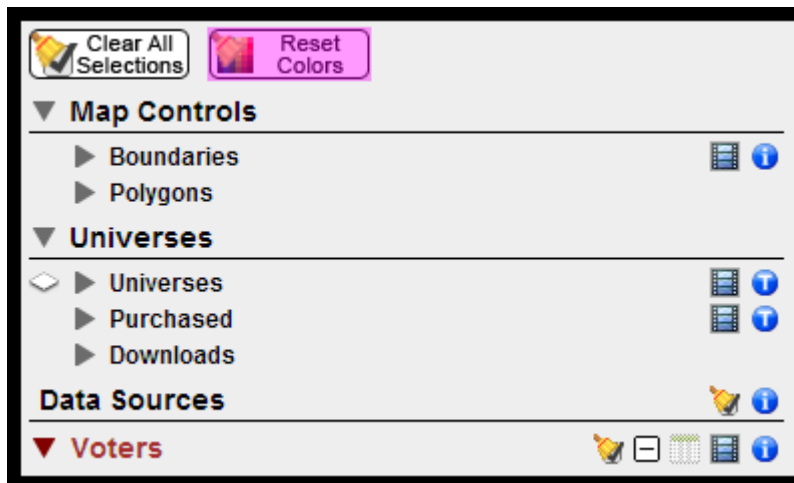 Clear All
Selections
Reset
Colors
Map Controls
Boundaries
Polygons
Universes
Universes
Purchased
Downloads
Data Sources
Voters